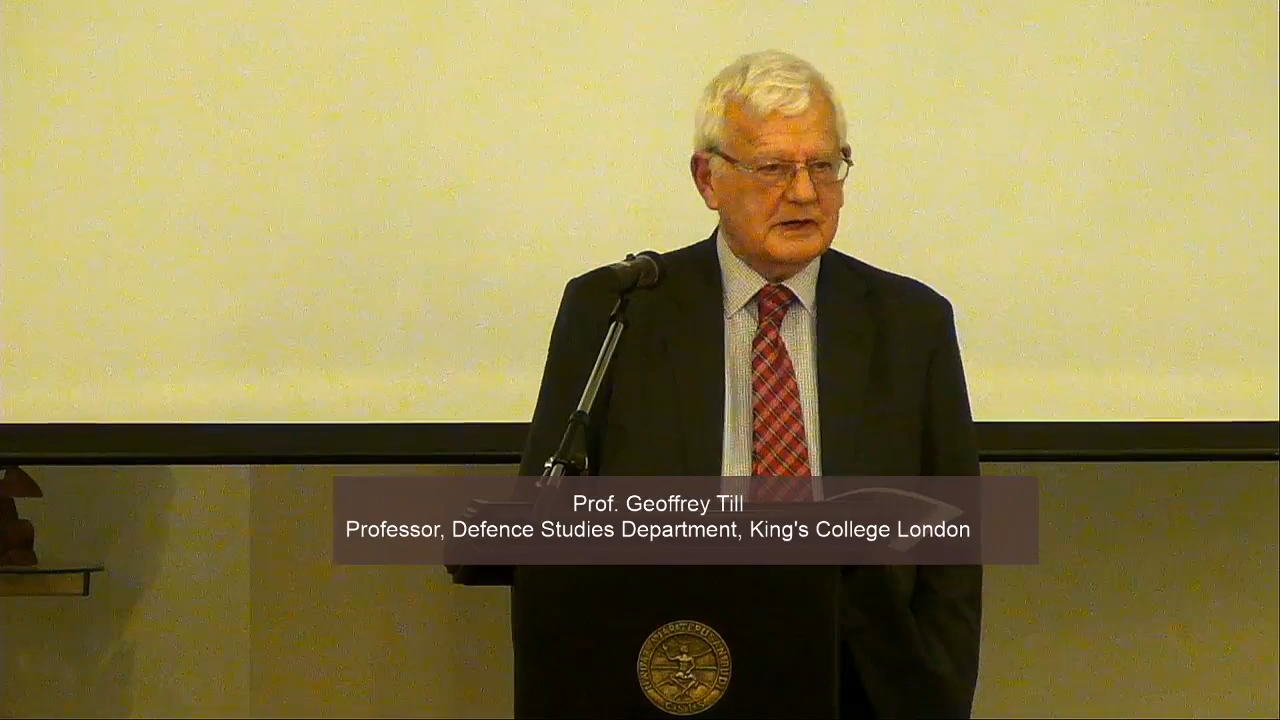 Prof. Geoffrey Till
Professor, Defence Studies Department, King's College London